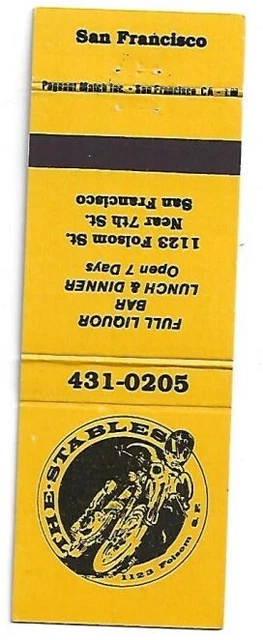 San Francisco
Pageant Match Inc. - San Francisco, CA - LM
FULL LIQUOR
BAR
LUNCH & DINNER
Open 7 Days
1123 Folsom St.
Near 7th St.
San Francisco
431-0205
THE·STABLES
1123 Folsom S.F.